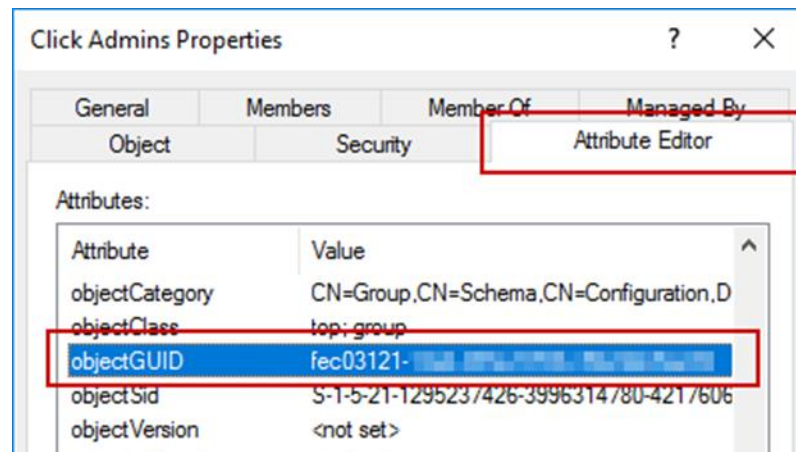 Click Admins Properties ? ×
General Members Member Of Managed By
Object Security Attribute Editor
Attributes:
Attribute Value
objectCategory CN=Group,CN=Schema,CN=Configuration,D
objectClass top; group
objectGUID fec03121-
objectSid S-1-5-21-1295237426-3996314780-4217606
objectVersion <not set>